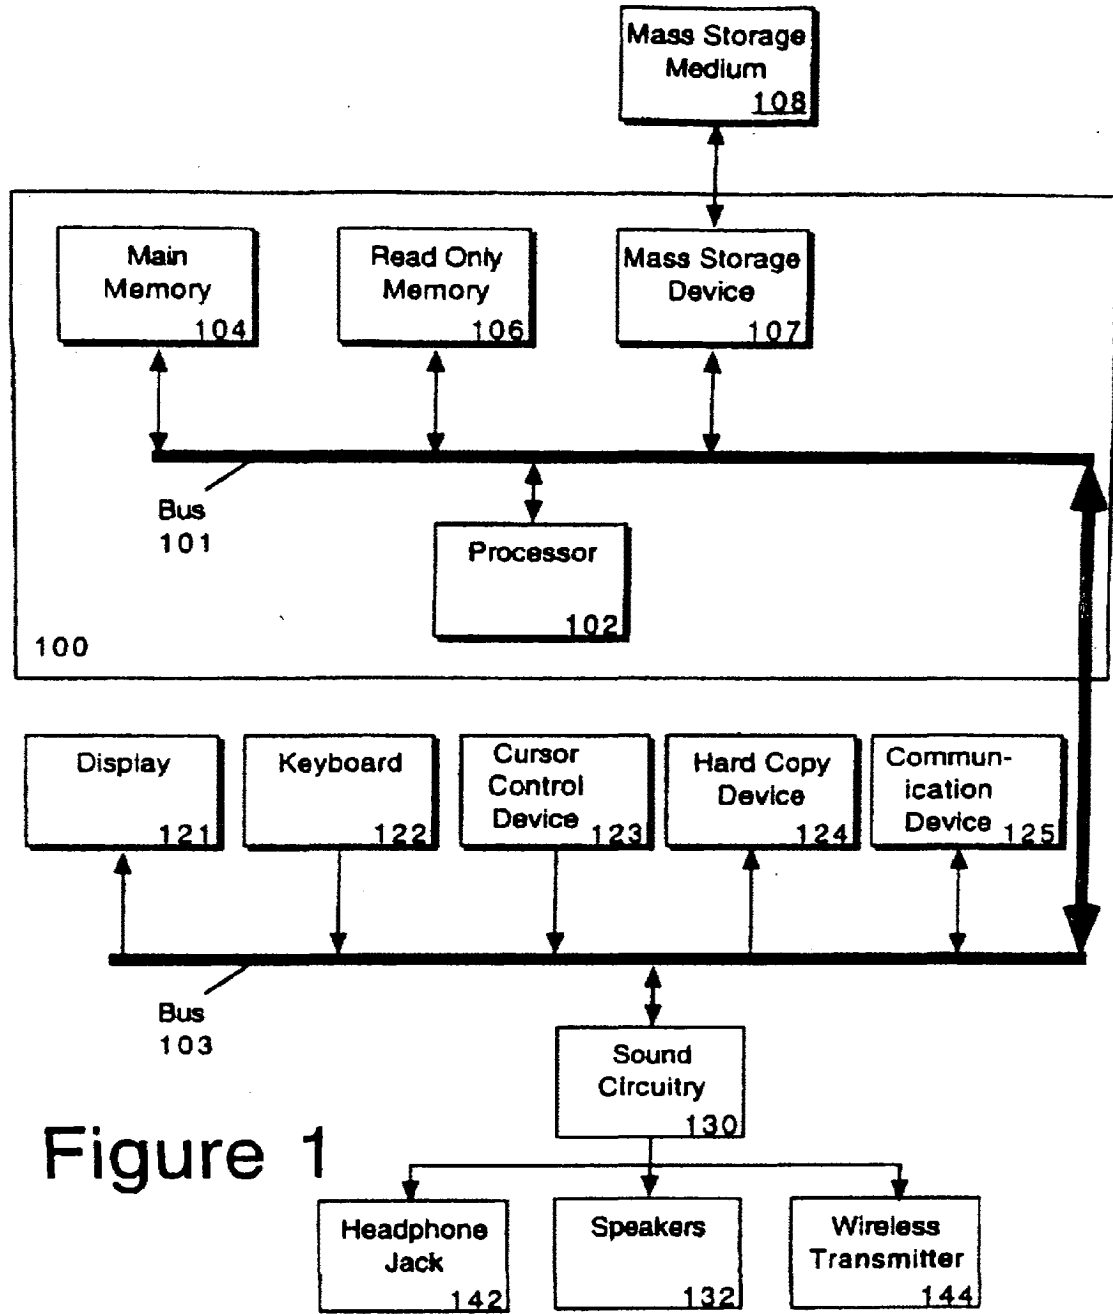 Mass Storage
Medium
108
Main
Memory
104
Read Only
Memory
106
Mass Storage
Device
107
Bus
101
Processor
102
100
Display
121
Keyboard
122
Cursor
Control
Device
123
Hard Copy
Device
124
Commun-
ication
Device
125
Bus
103
Sound
Circuitry
130
Figure 1
Headphone
Jack
142
Speakers
132
Wireless
Transmitter
144